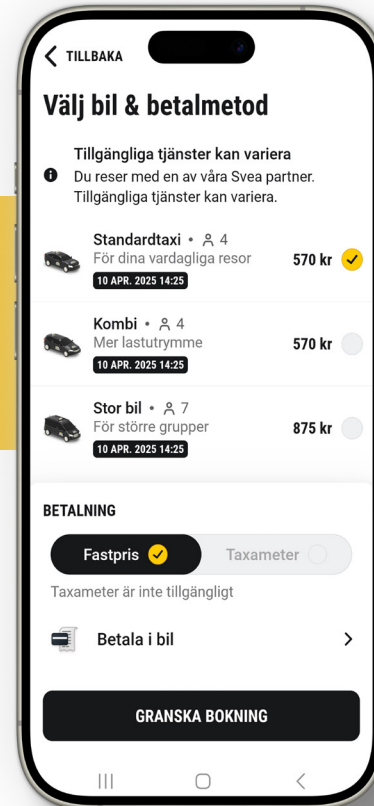 TILLBAKA
Välj bil & betalmetod
Tillgängliga tjänster kan variera
Du reser med en av våra Svea partner.
Tillgängliga tjänster kan variera.
Standardtaxi • 4
För dina vardagliga resor
570 kr
10 APR. 2025 14:25
Kombi • 4
Mer lastutrymme
570 kr
10 APR. 2025 14:25
Stor bil • 7
För större grupper
875 kr
10 APR. 2025 14:25
BETALNING
Fastpris
Taxameter
Taxameter är inte tillgängligt
Betala i bil
GRANSKA BOKNING